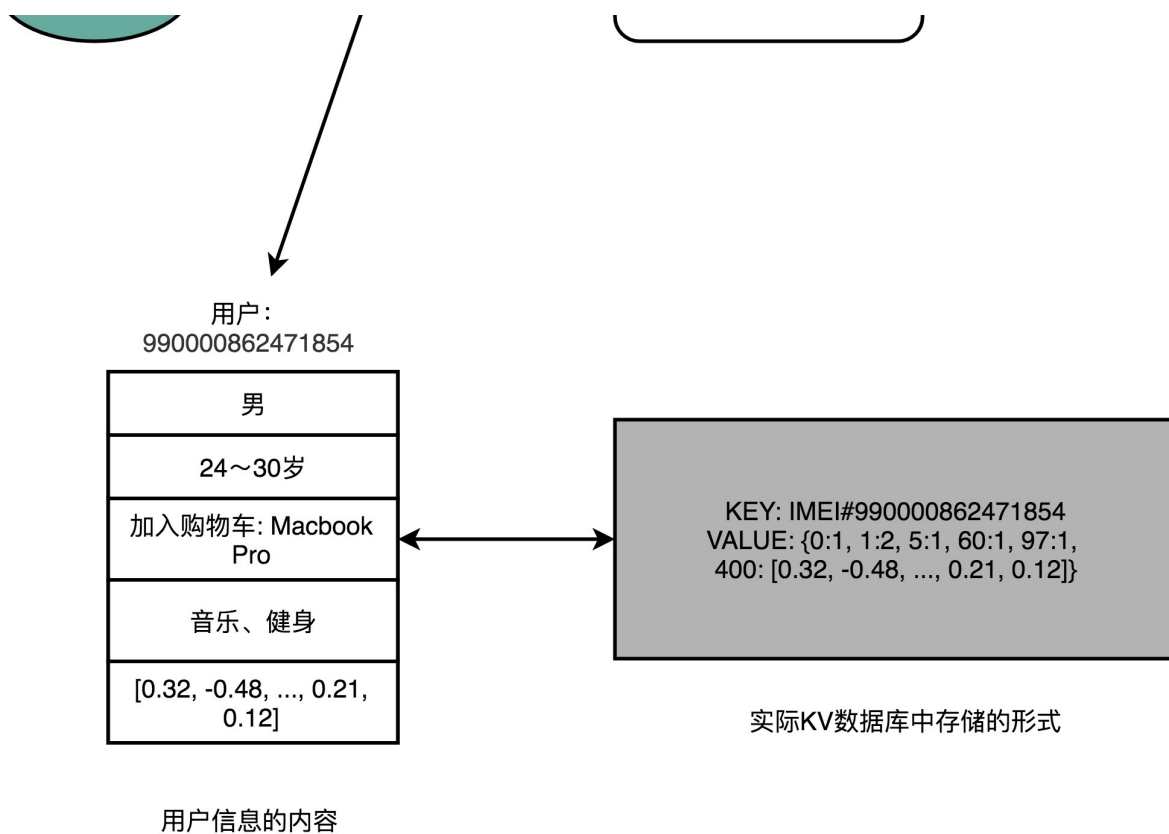 用户：
990000862471854
男
24～30岁
加入购物车: Macbook
Pro
音乐、健身
[0.32, -0.48, ..., 0.21,
0.12]
用户信息的内容
KEY: IMEI#990000862471854
VALUE: {0:1, 1:2, 5:1, 60:1, 97:1,
400: [0.32, -0.48, ..., 0.21, 0.12]}
实际KV数据库中存储的形式